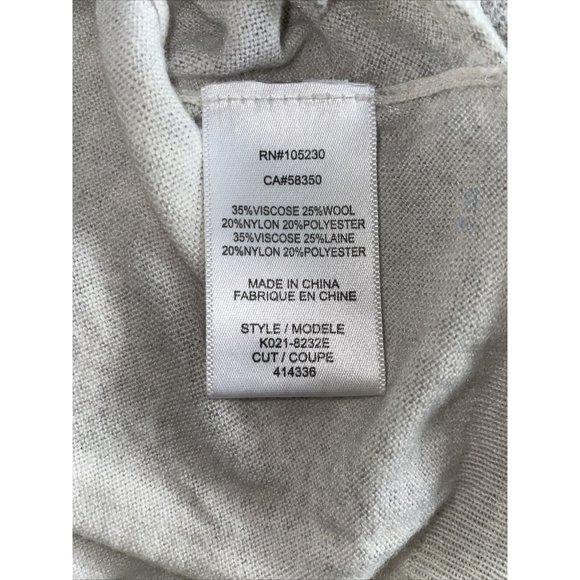 RN#105230
CA#58350
35%VISCOSE 25%WOOL
20%NYLON 20%POLYESTER
35%VISCOSE 25%LAINE
20%NYLON 20%POLYESTER
MADE IN CHINA
FABRIQUE EN CHINE
STYLE / MODELE
K021-8232E
CUT / COUPE
414336